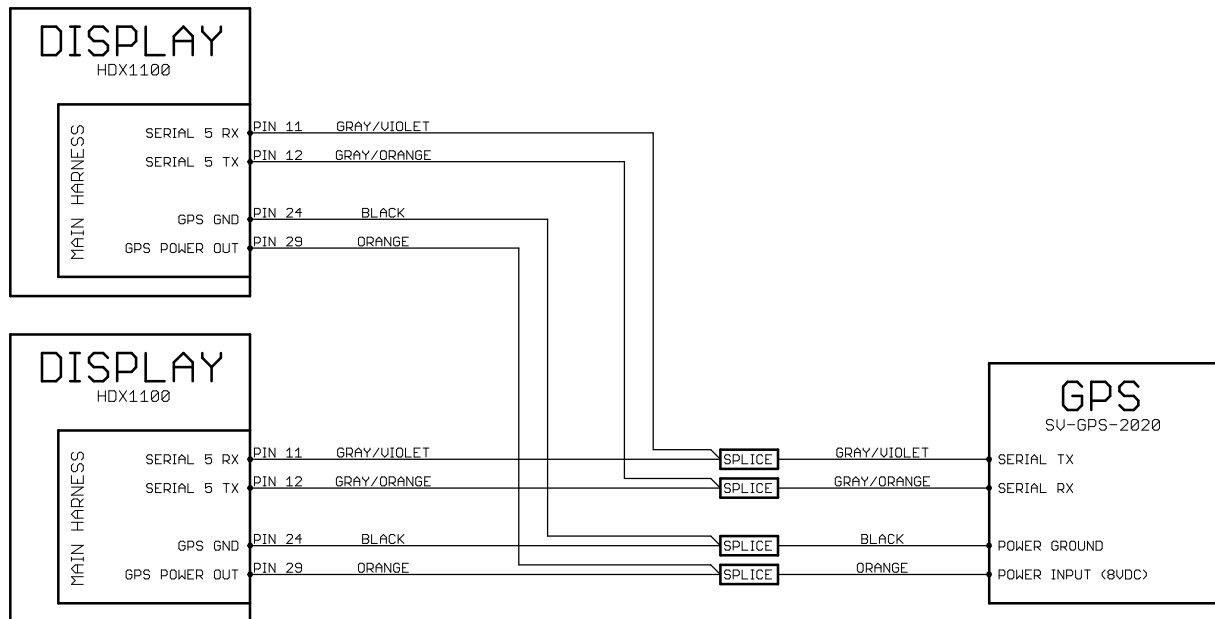 DISPLAY
HDX1100
MAIN HARNESS
SERIAL 5 RX PIN 11 GRAY/VIOLET
SERIAL 5 TX PIN 12 GRAY/ORANGE
GPS GND PIN 24 BLACK
GPS POWER OUT PIN 29 ORANGE
DISPLAY
HDX1100
MAIN HARNESS
GPS
SV-GPS-2020
SERIAL 5 RX PIN 11 GRAY/VIOLET SPLICE GRAY/VIOLET SERIAL TX
SERIAL 5 TX PIN 12 GRAY/ORANGE SPLICE GRAY/ORANGE SERIAL RX
GPS GND PIN 24 BLACK SPLICE BLACK POWER GROUND
GPS POWER OUT PIN 29 ORANGE SPLICE ORANGE POWER INPUT (8VDC)